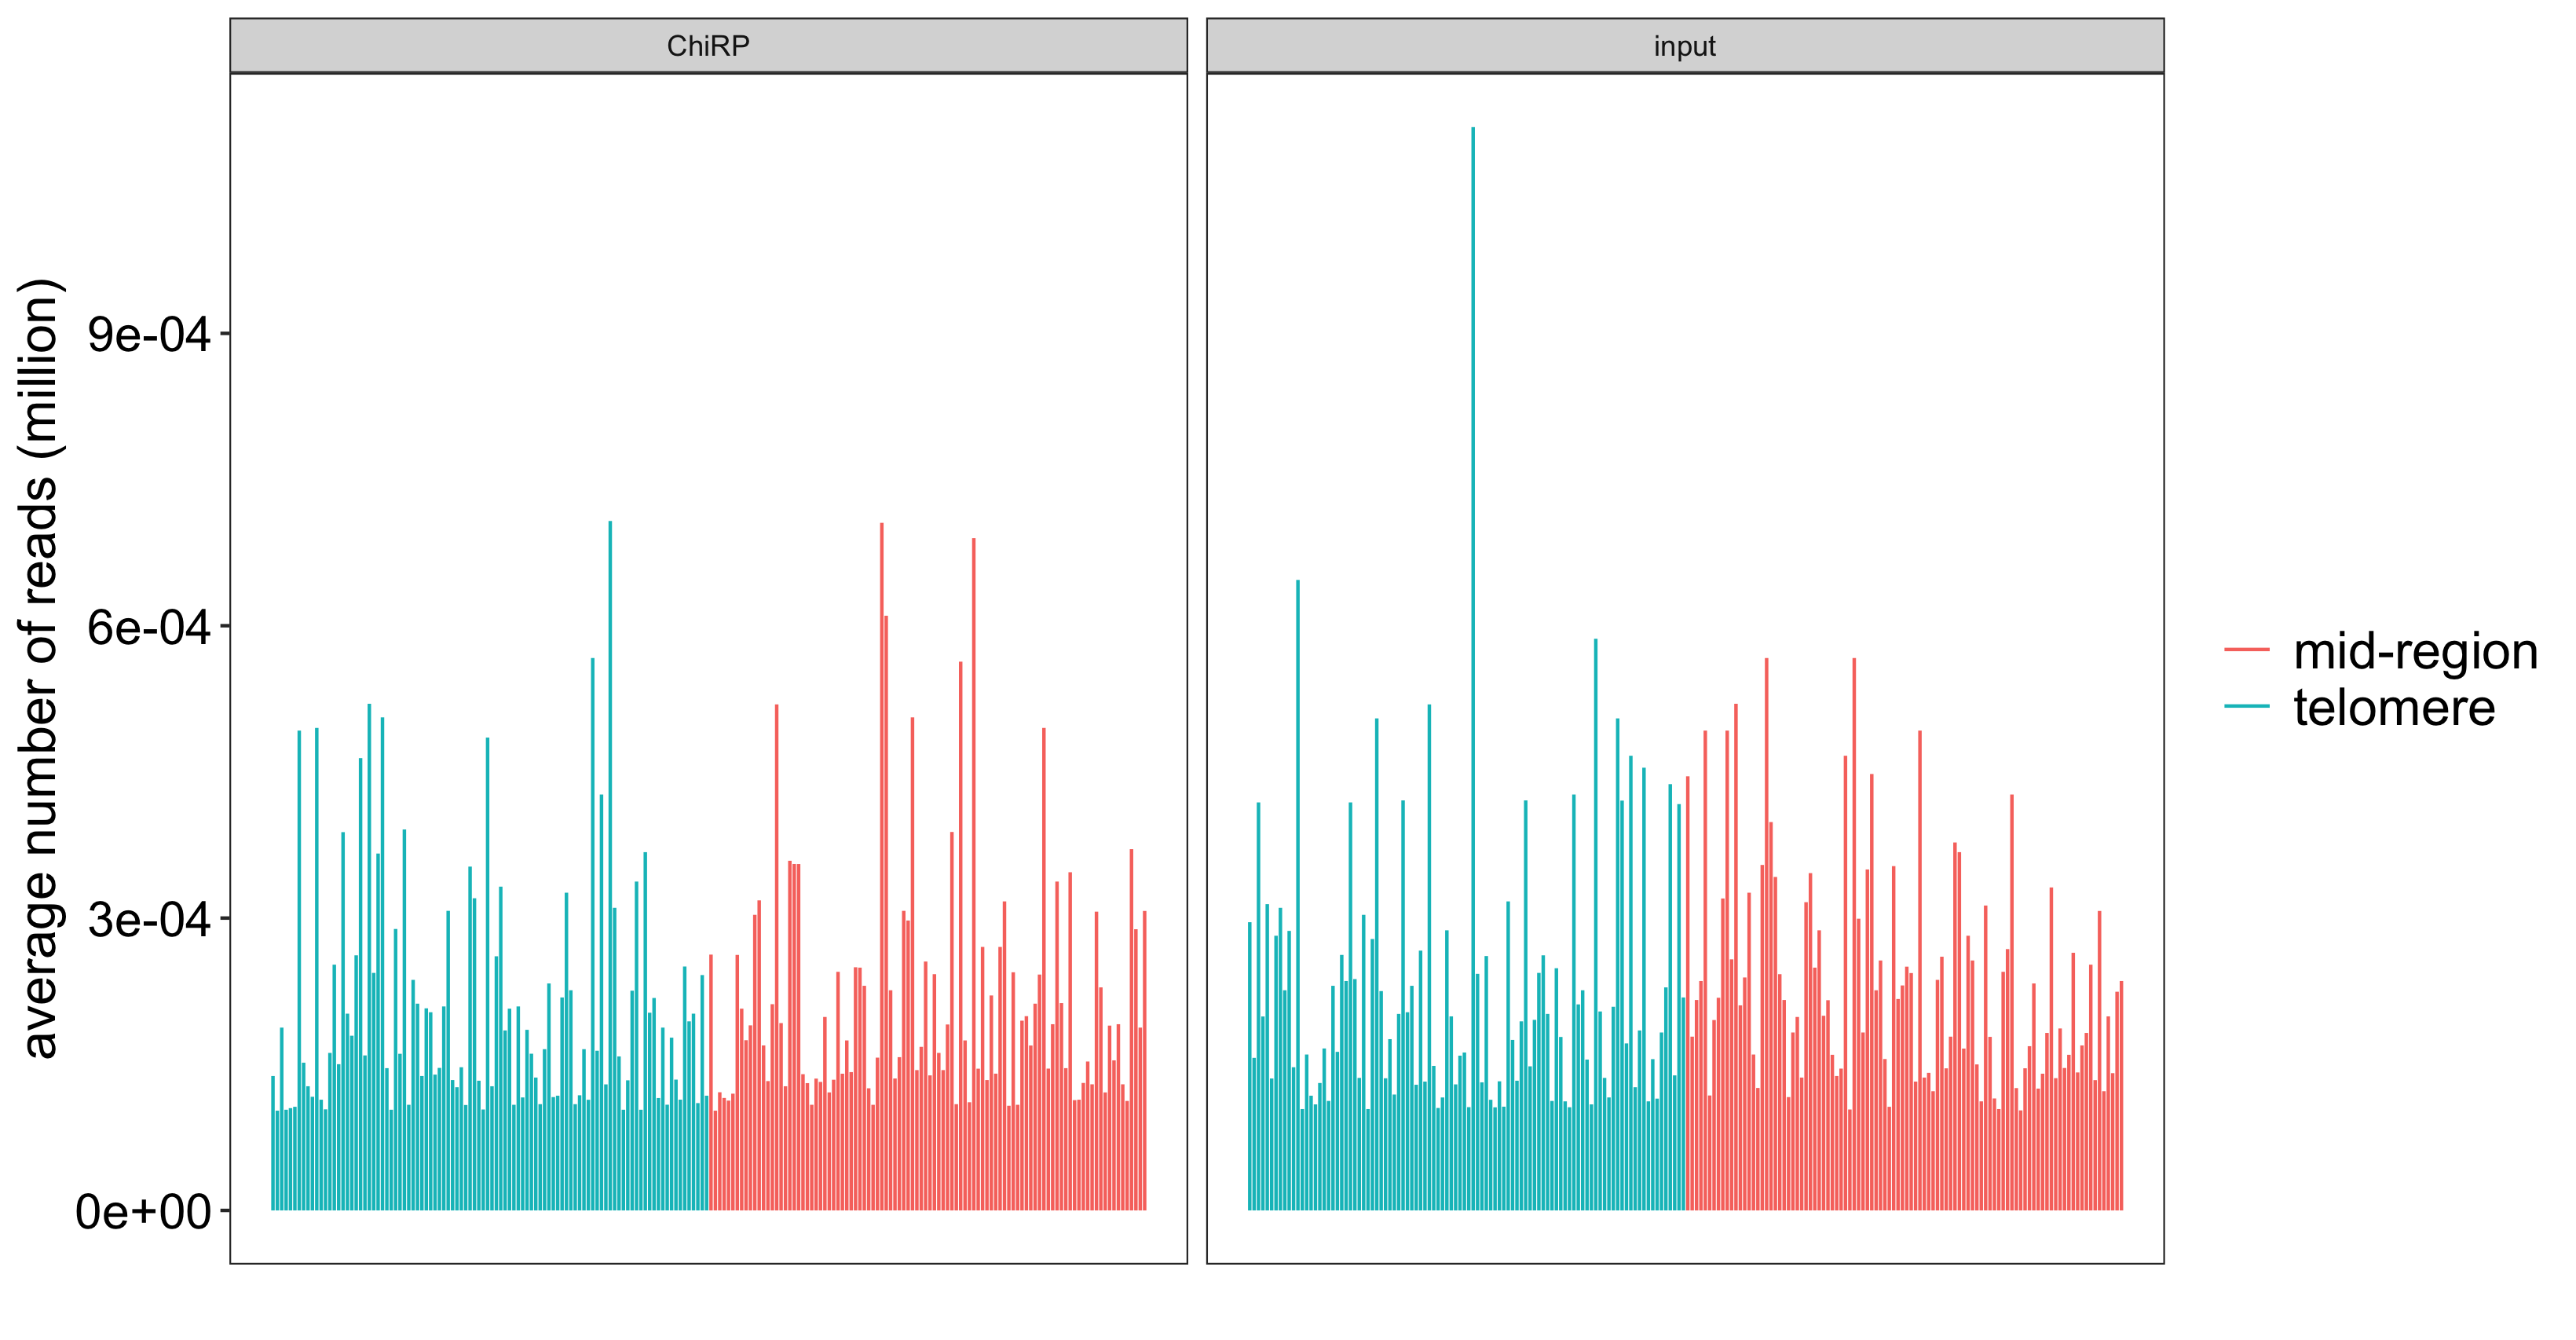 ChiRP
input
average number of reads (million)
9e-04
6e-04
3e-04
0e+00
mid-region
telomere